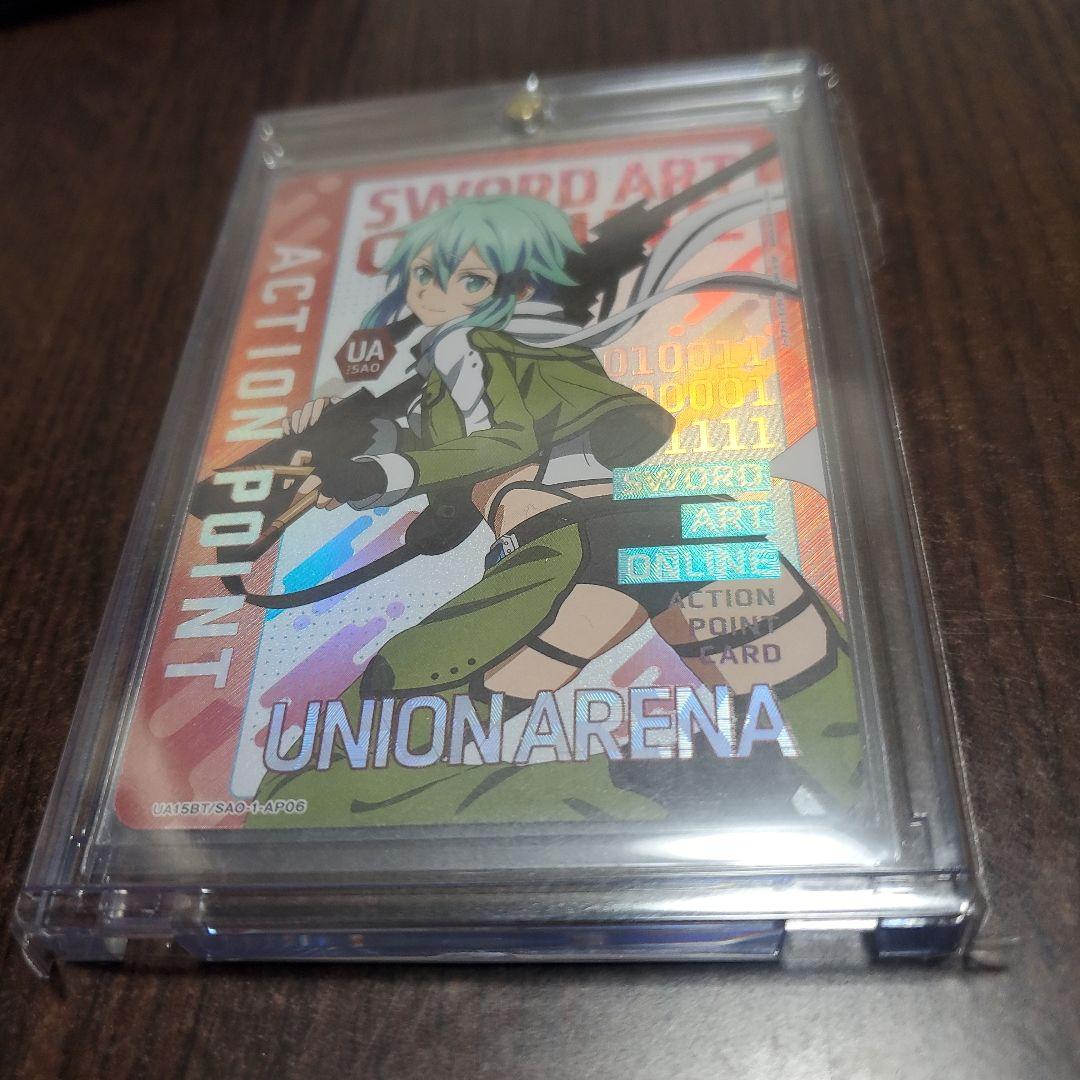 SWORD ART
ACTION POINT
UA
:SAO
010011
00001
1111
SWORD
ART
ONLINE
ACTION
POINT
CARD
UNION ARENA
UA15BT/SAO-1-AP06